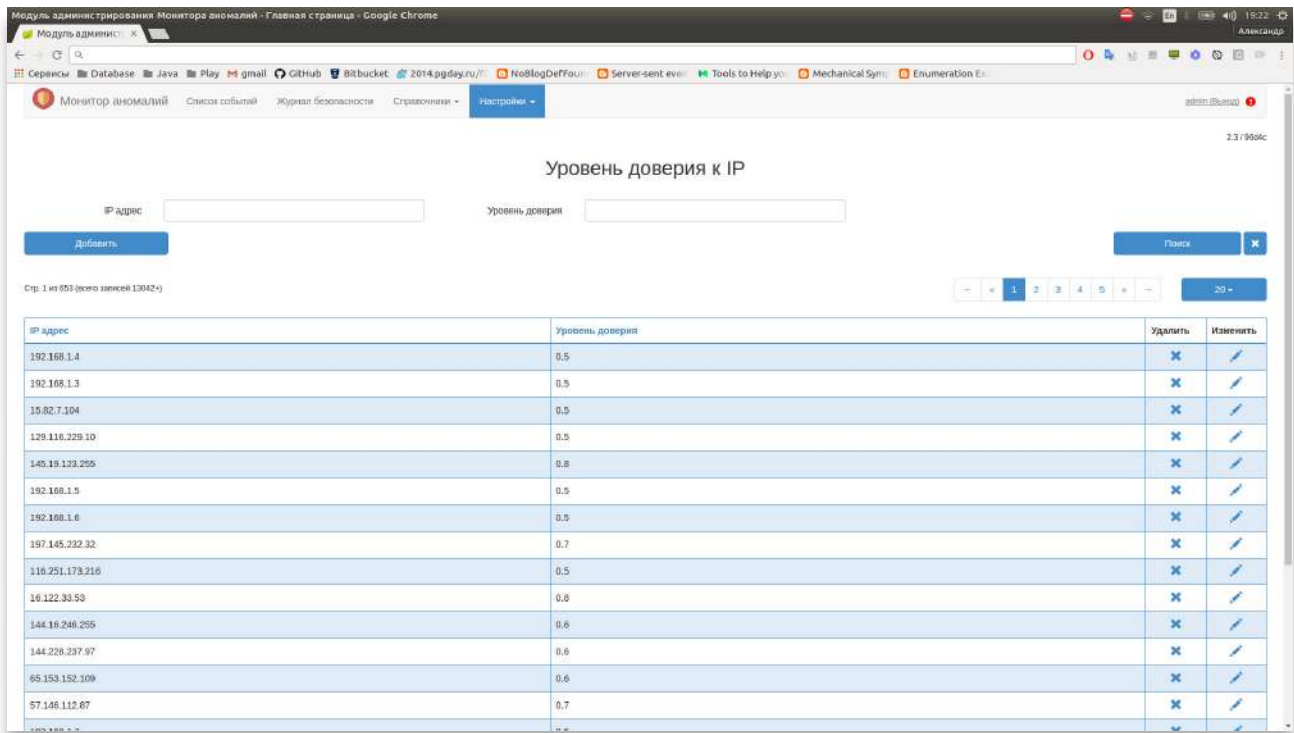 Модуль администрирования Монитора аномалий - Главная страница - Google Chrome En 19:22
Модуль админист × Александр
Сервисы Database Java Play gmail GitHub Bitbucket 2014.pgday.ru/ NoBlogDefFoun Server-sent eve Tools to Help yo Mechanical Sym Enumeration Ex
Монитор аномалий Список событий Журнал безопасности Справочники Настройки admin (Выход)
Уровень доверия к IP
IP адрес Уровень доверия
Добавить Поиск
Стр. 1 из 653 (всего записей 13042+) 1 2 3 4 5 20
IP адрес Уровень доверия Удалить Изменить
192.168.1.4 0.5
192.168.1.3 0.5
15.82.7.104 0.5
129.116.229.10 0.5
145.19.123.255 0.8
192.168.1.5 0.5
192.168.1.6 0.5
197.145.232.32 0.7
116.251.173.216 0.5
16.122.33.53 0.8
144.16.246.255 0.6
144.228.237.97 0.6
65.153.152.109 0.6
57.146.112.87 0.7